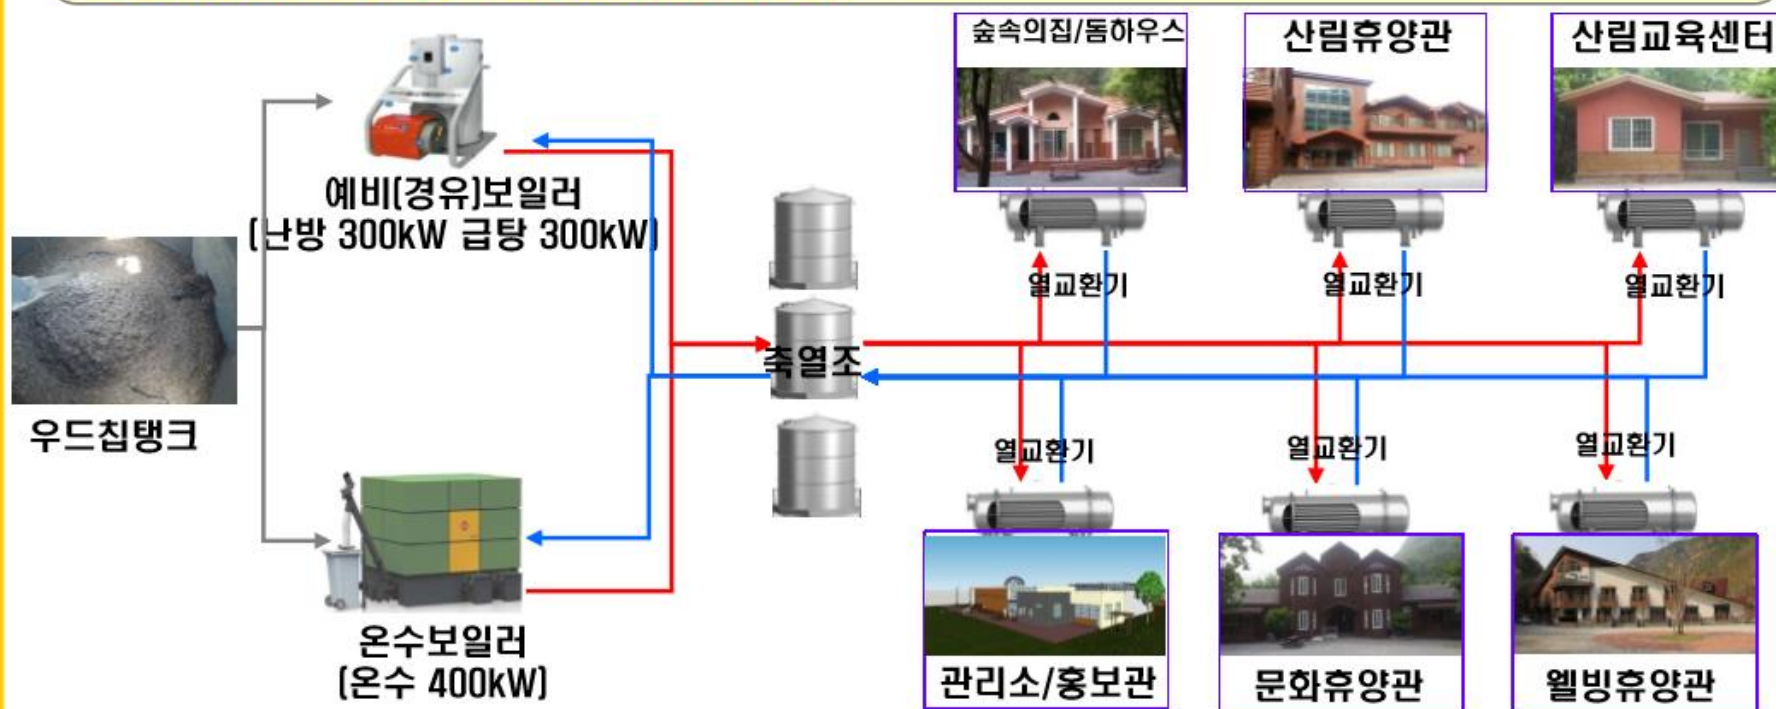 숲속의집/돔하우스
산림휴양관
산림교육센터
예비(경유)보일러
(난방 300kW 급탕 300kW)
열교환기
열교환기
열교환기
축열조
우드칩탱크
열교환기
열교환기
열교환기
온수보일러
(온수 400kW)
관리소/홍보관
문화휴양관
웰빙휴양관